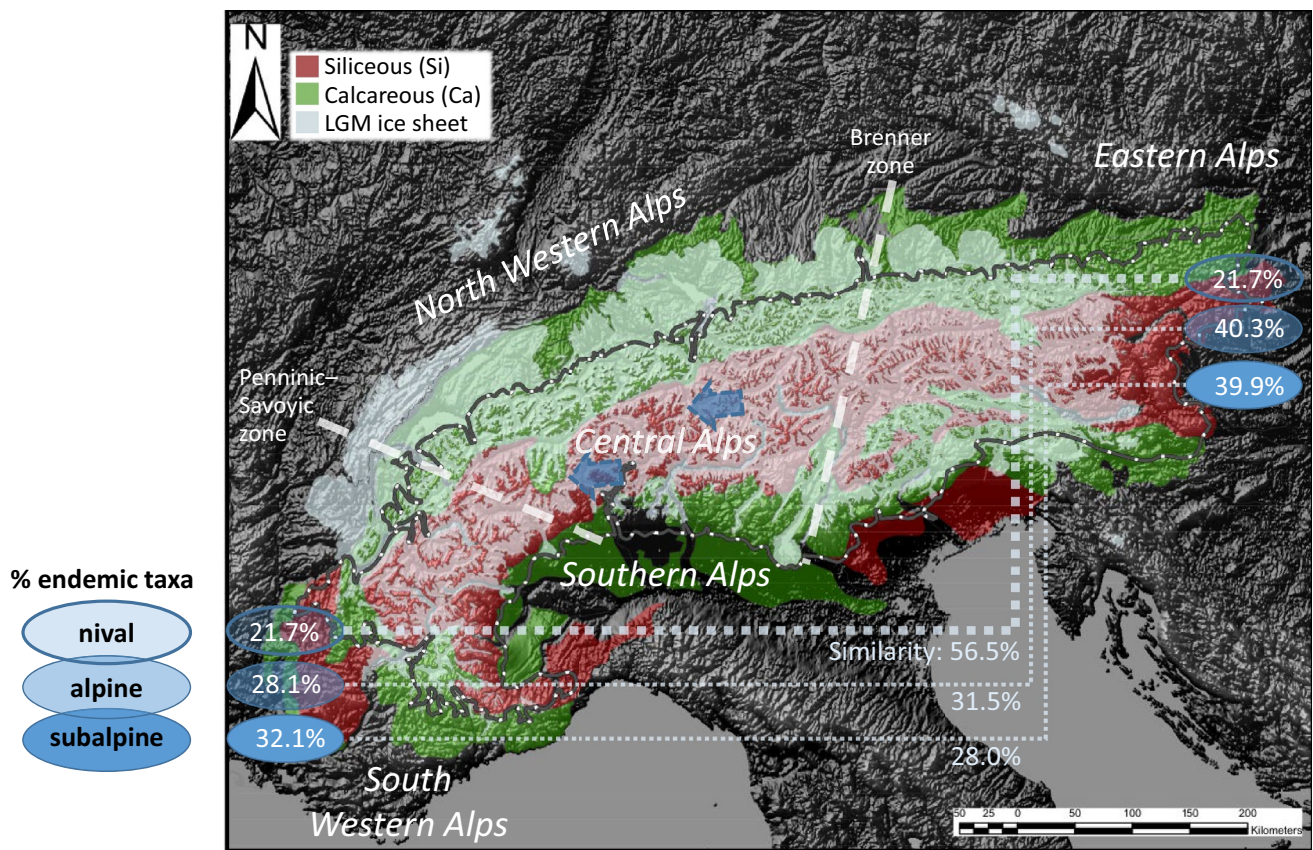 N
Siliceous (Si)
Calcareous (Ca)
LGM ice sheet
Brenner
zone
Eastern Alps
North Western Alps
21.7%
40.3%
39.9%
Penninic–
Savoyic
zone
Central Alps
Southern Alps
% endemic taxa
nival
alpine
subalpine
21.7%
28.1%
32.1%
Similarity: 56.5%
31.5%
28.0%
South
Western Alps
50 25 0 50 100 150 200
Kilometers